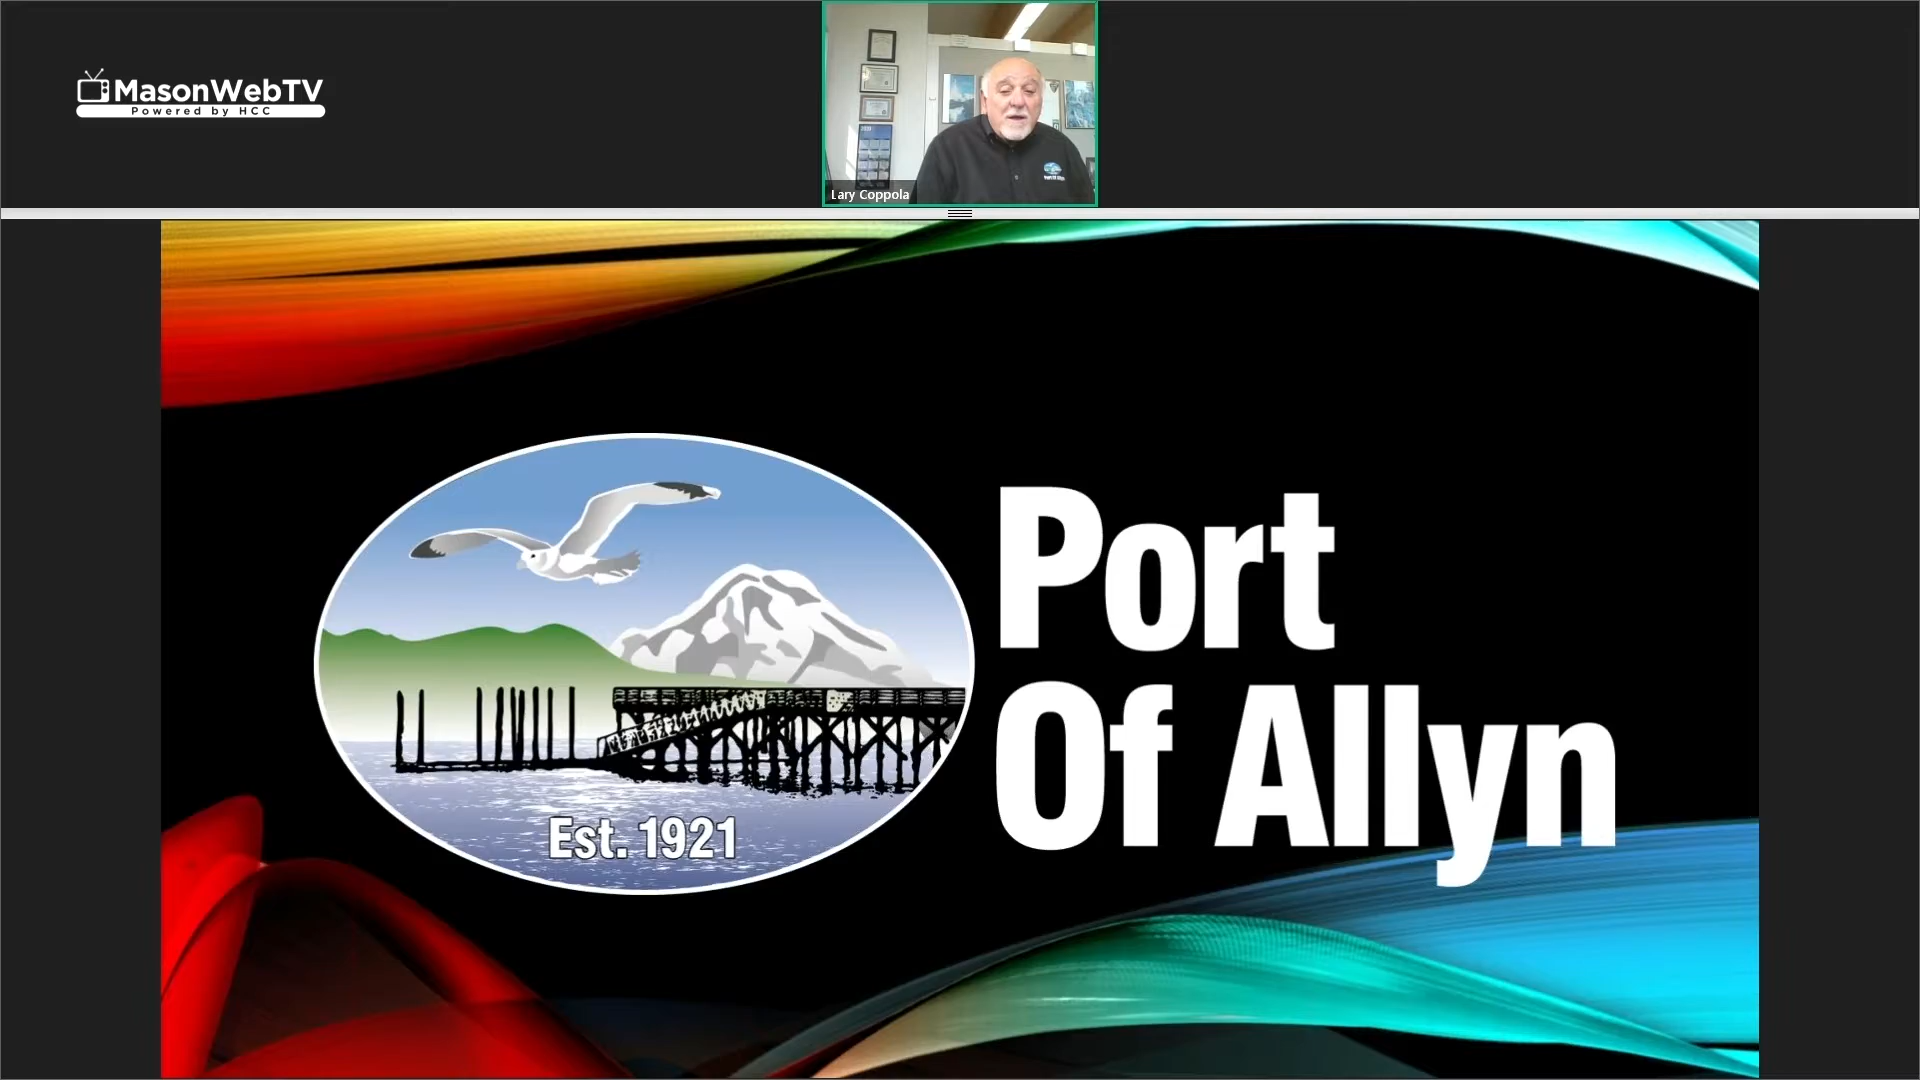 MasonWebTV
Powered by HCC
Lary Coppola
Port
Of Allyn
Est. 1921